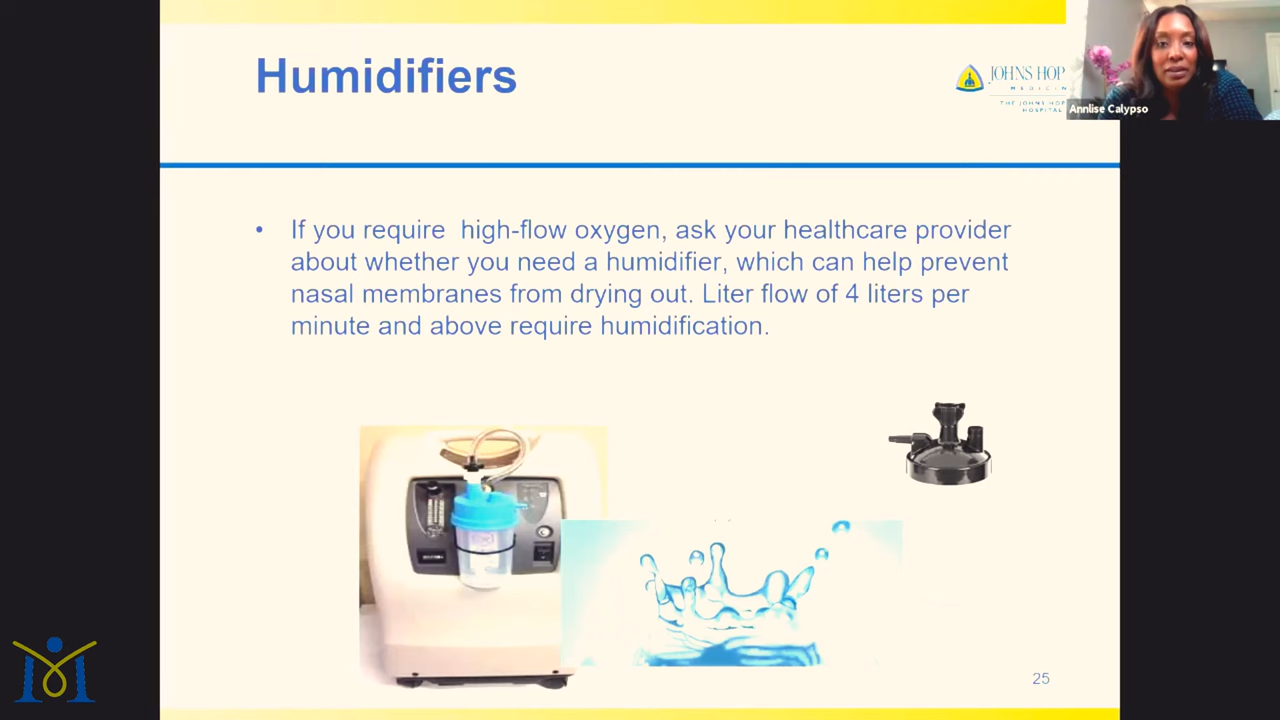 Humidifiers
JOHNS HOP
MEDICIN
THE JOHNS HOP
HOSPITAL
Annlise Calypso
• If you require  high-flow oxygen, ask your healthcare provider
about whether you need a humidifier, which can help prevent
nasal membranes from drying out. Liter flow of 4 liters per
minute and above require humidification.
25